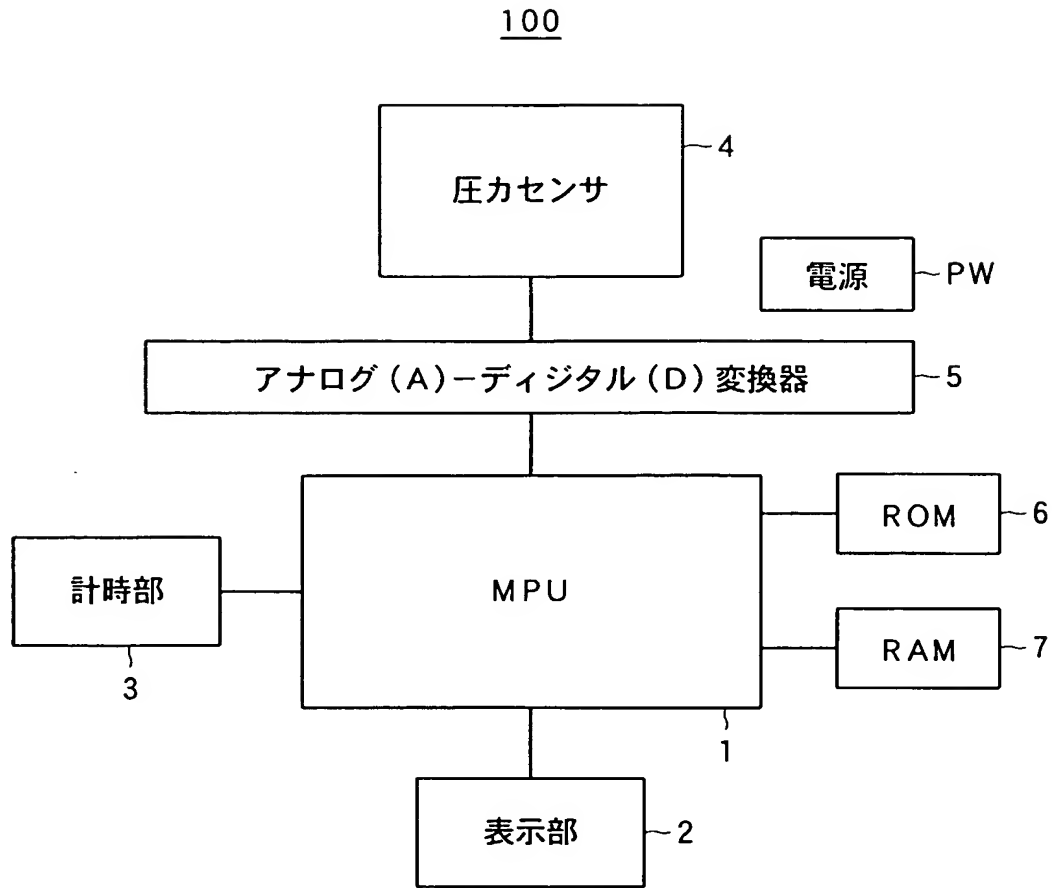 100
圧力センサ
4
電源
PW
アナログ(A)−ディジタル(D)変換器
5
MPU
ROM
6
計時部
3
RAM
7
1
表示部
2